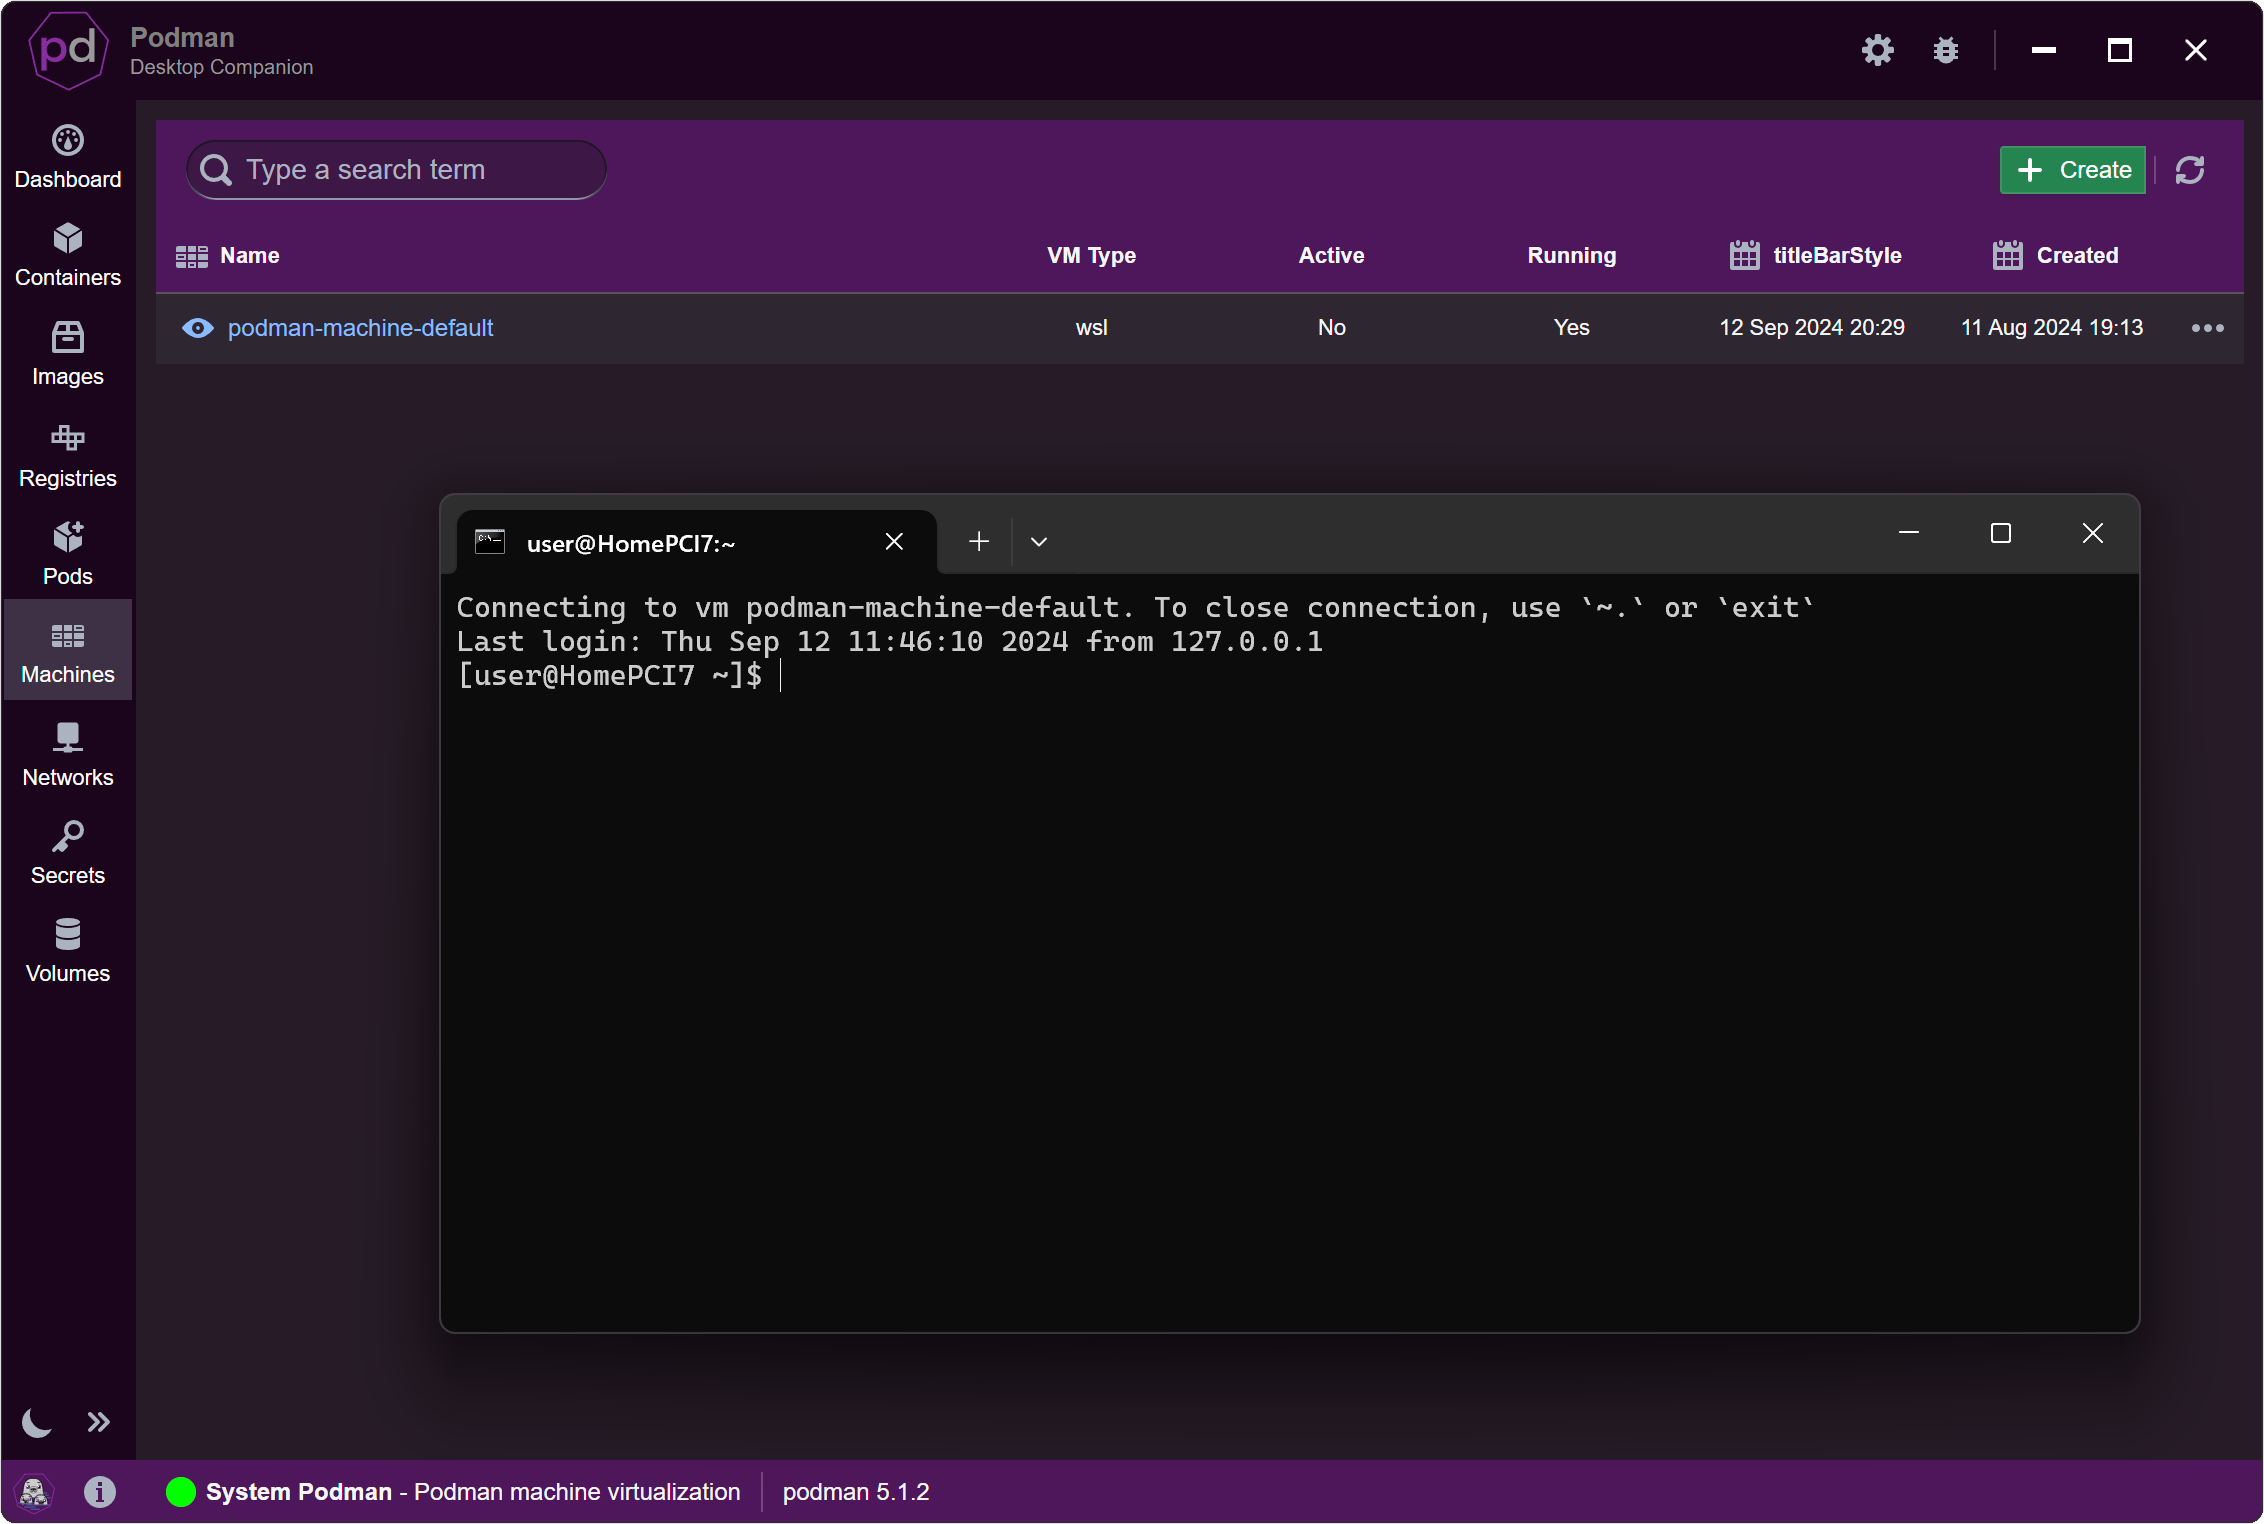 pd
Podman
Desktop Companion
Dashboard
Containers
Images
Registries
Pods
Machines
Networks
Secrets
Volumes
Type a search term
Create
Name VM Type Active Running titleBarStyle Created
podman-machine-default wsl No Yes 12 Sep 2024 20:29 11 Aug 2024 19:13
user@HomePCI7:~
Connecting to vm podman-machine-default. To close connection, use `~.` or `exit`
Last login: Thu Sep 12 11:46:10 2024 from 127.0.0.1
[user@HomePCI7 ~]$
System Podman - Podman machine virtualization podman 5.1.2